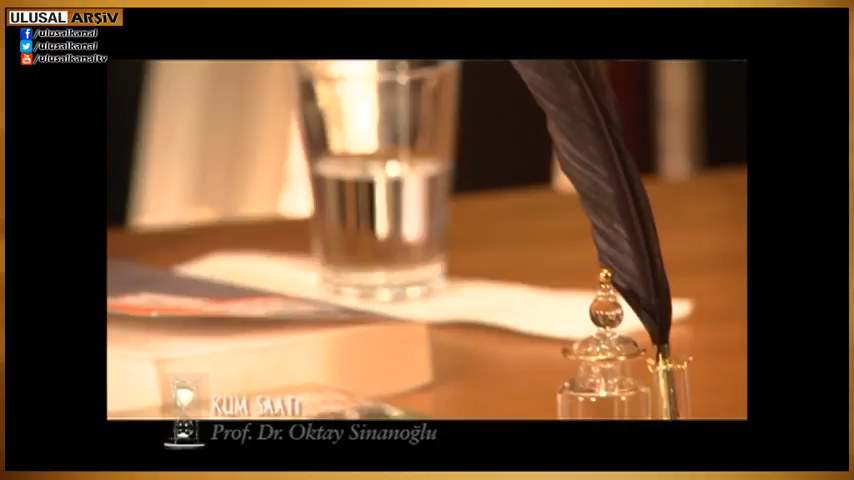 ULUSAL ARŞİV
/ulusalkanal
/ulusalkanal
/ulusalkanaltv
KUM SAATİ
Prof. Dr. Oktay Sinanoğlu